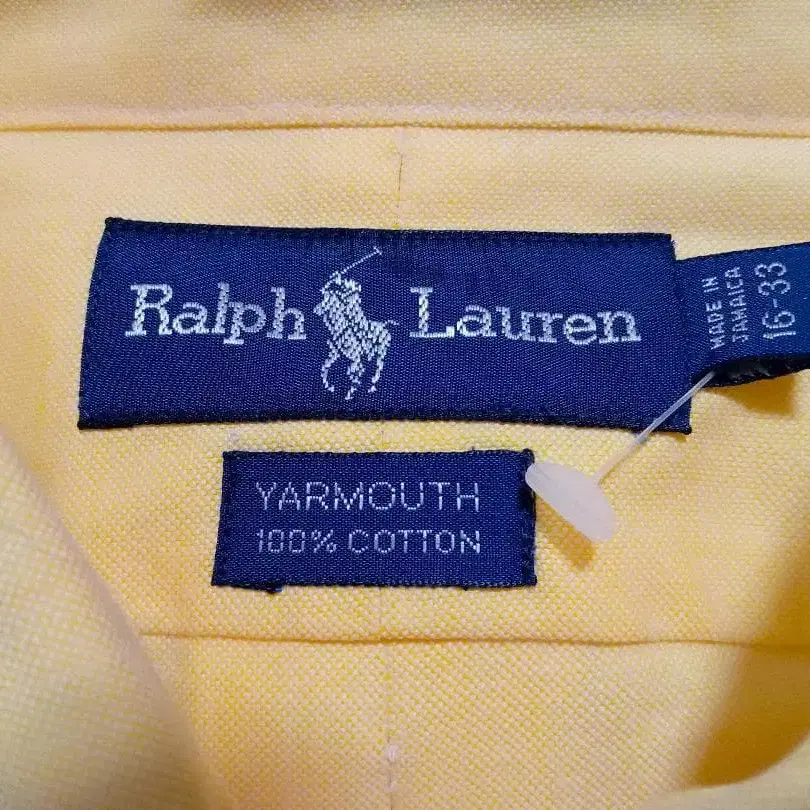 Ralph Lauren
MADE IN
JAMAICA
16-33
YARMOUTH
100% COTTON